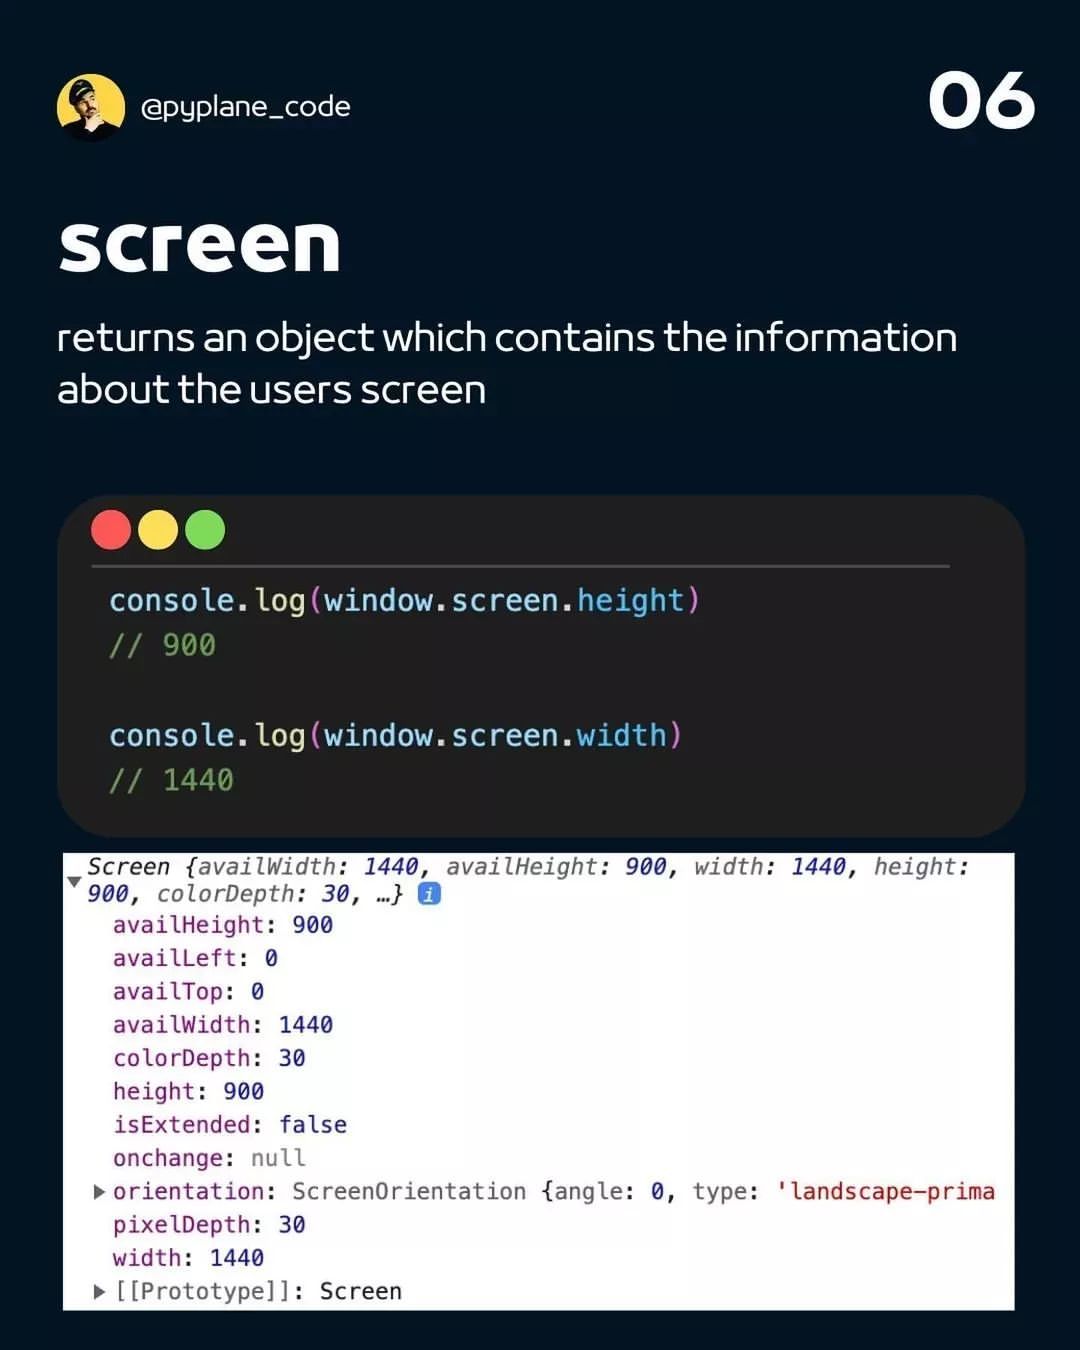 @pyplane_code
06
screen
returns an object which contains the information
about the users screen
console.log(window.screen.height)
// 900
console.log(window.screen.width)
// 1440
Screen {availWidth: 1440, availHeight: 900, width: 1440, height:
900, colorDepth: 30, …} i
availHeight: 900
availLeft: 0
availTop: 0
availWidth: 1440
colorDepth: 30
height: 900
isExtended: false
onchange: null
orientation: ScreenOrientation {angle: 0, type: 'landscape-prima
pixelDepth: 30
width: 1440
[[Prototype]]: Screen